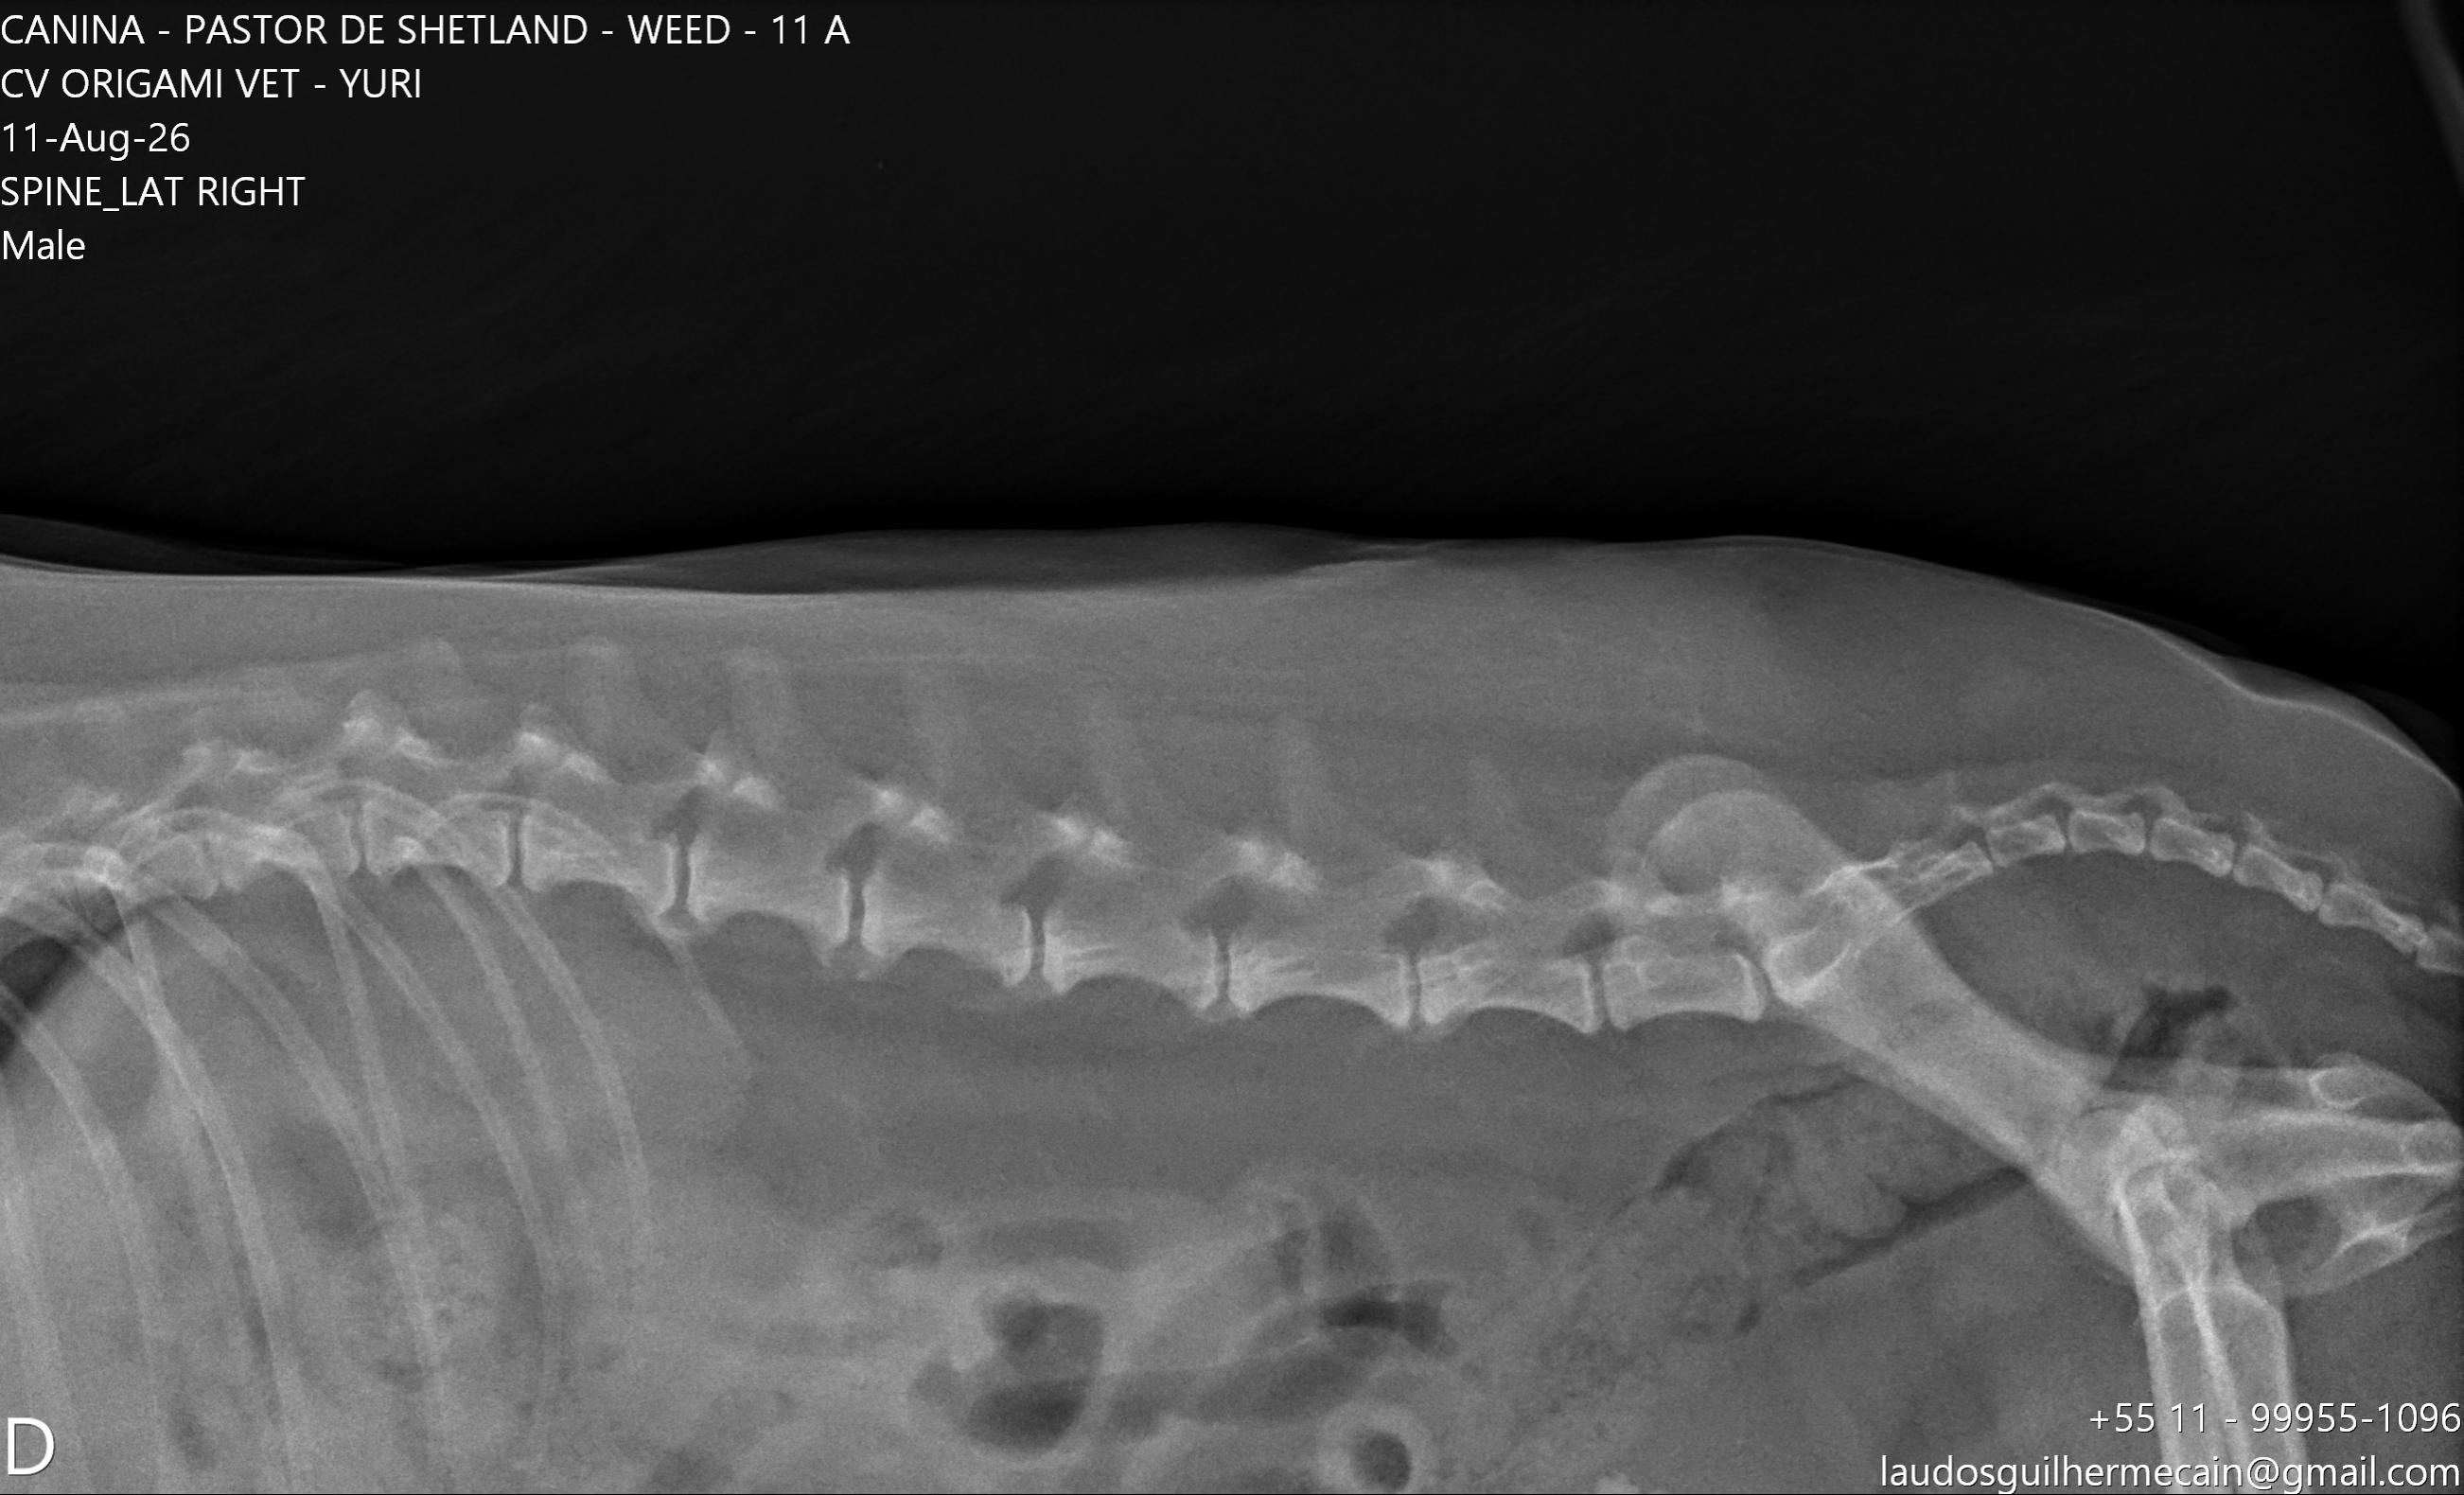 CANINA - PASTOR DE SHETLAND - WEED - 11 A
CV ORIGAMI VET - YURI
11-Aug-26
SPINE_LAT RIGHT
Male
D
+55 11 - 99955-1096
laudosguilhermecain@gmail.com